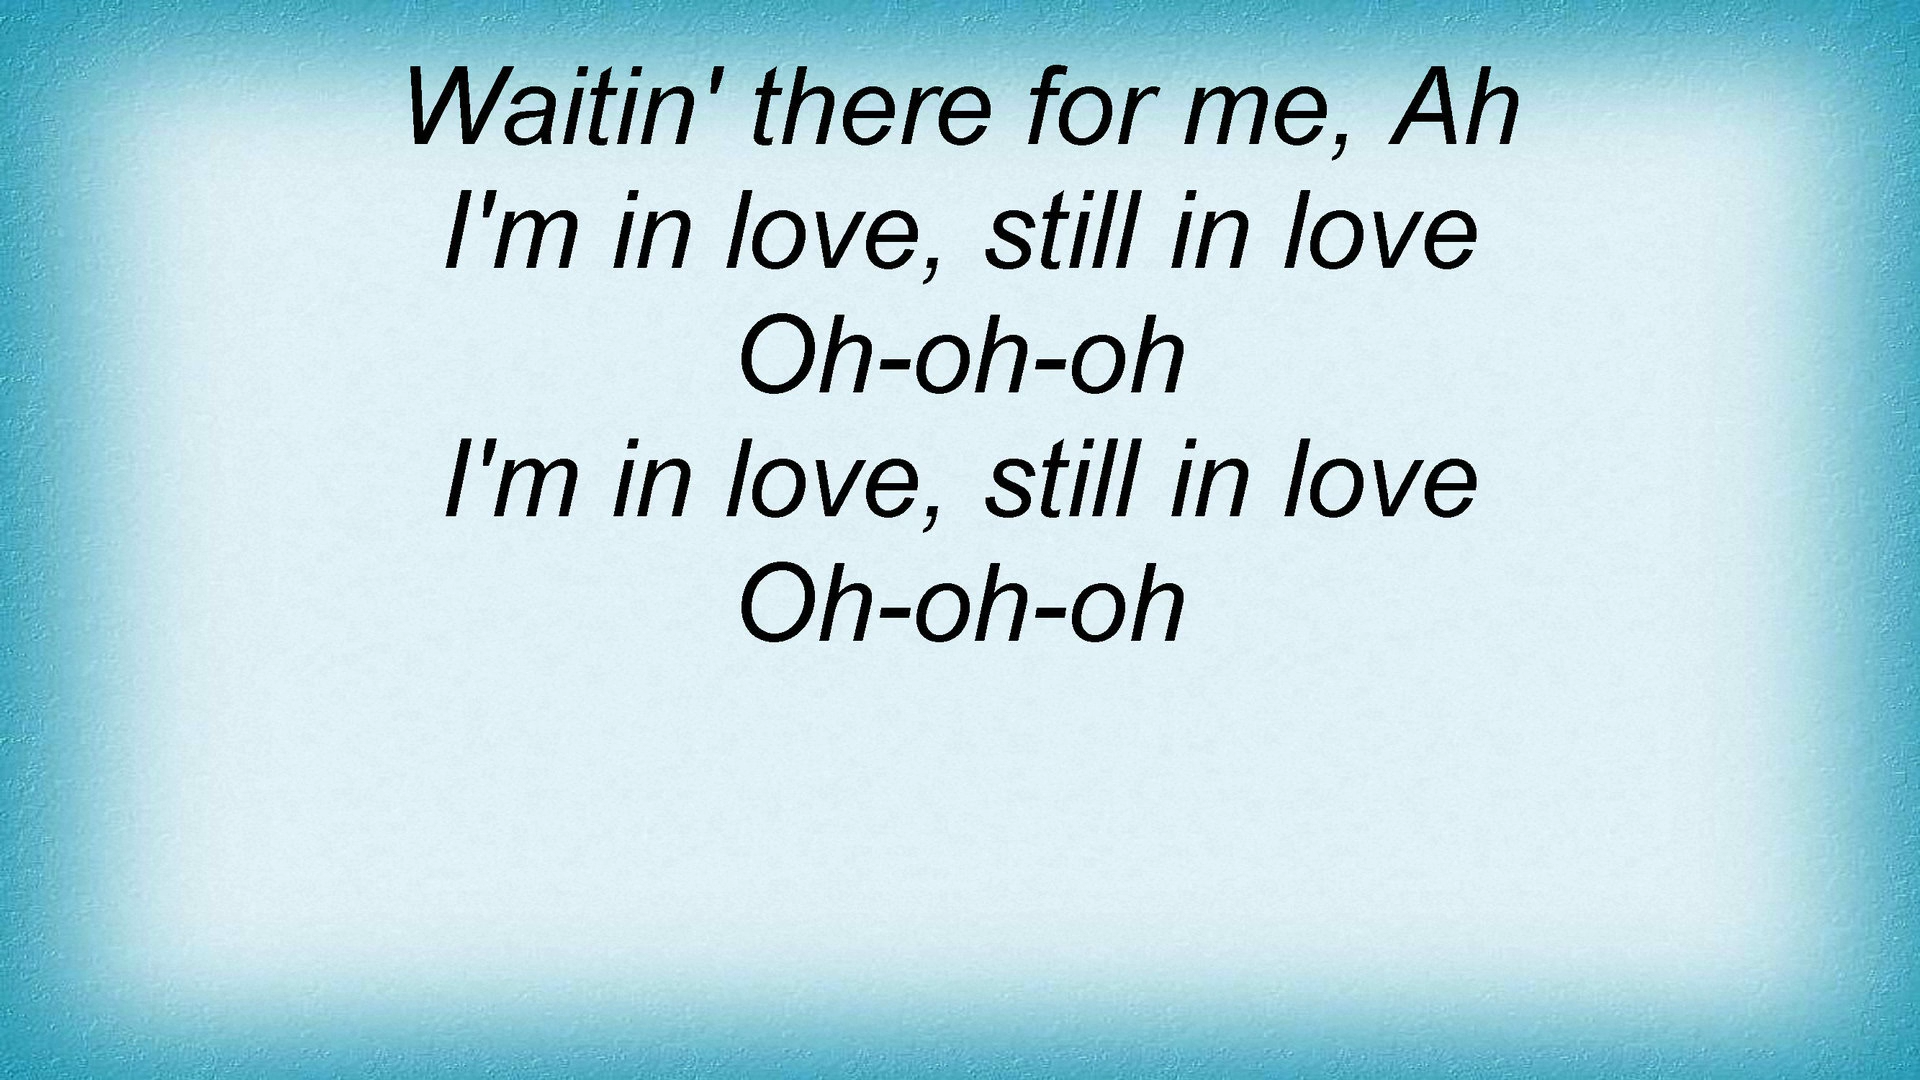 Waitin' there for me, Ah
I'm in love, still in love
Oh-oh-oh
I'm in love, still in love
Oh-oh-oh